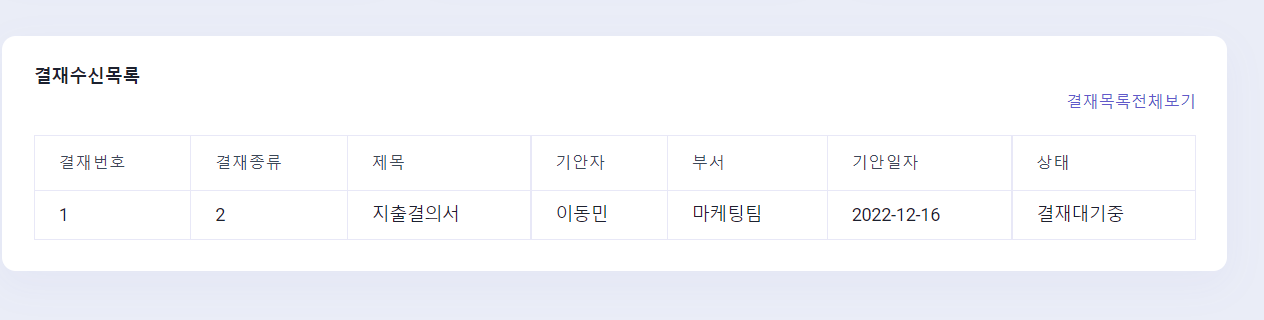 결재수신목록
결재목록전체보기
결재번호 결재종류 제목 기안자 부서 기안일자 상태
1 2 지출결의서 이동민 마케팅팀 2022-12-16 결재대기중